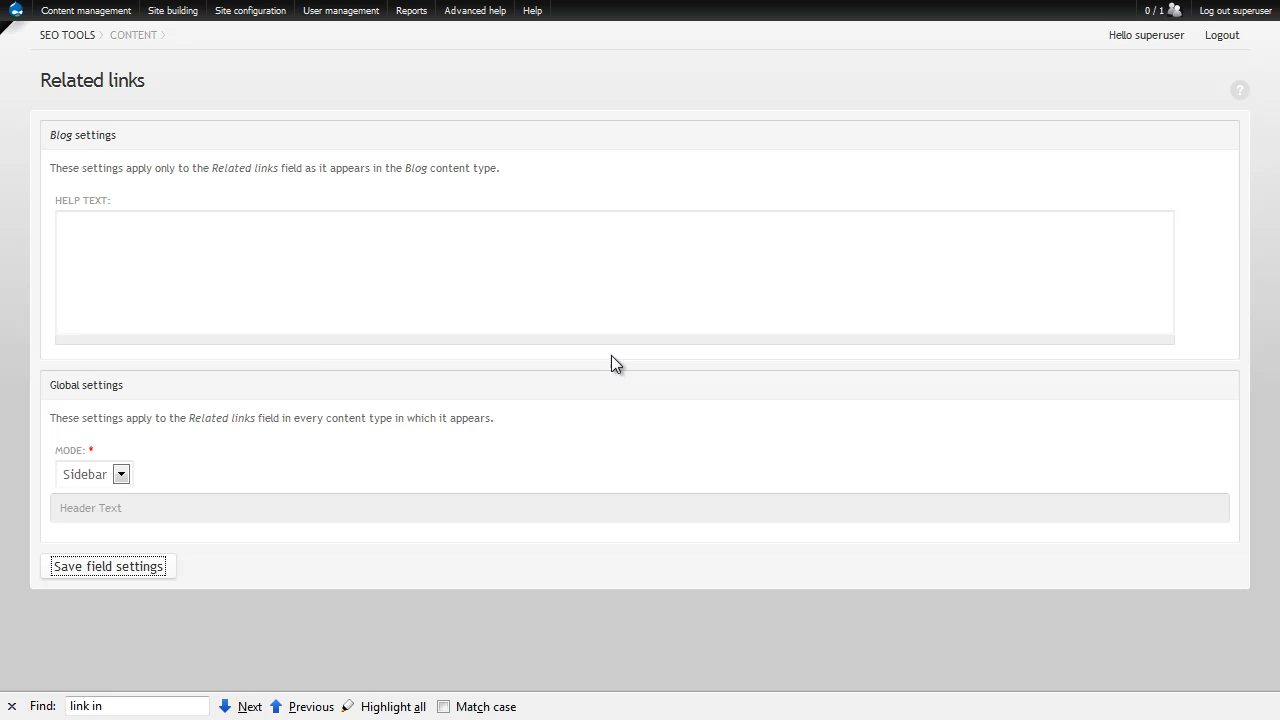 Content management Site building Site configuration User management Reports Advanced help Help 0 / 1 Log out superuser
SEO TOOLS CONTENT Hello superuser Logout
Related links
?
Blog settings
These settings apply only to the Related links field as it appears in the Blog content type.
HELP TEXT:
Global settings
These settings apply to the Related links field in every content type in which it appears.
MODE: *
Sidebar
Header Text
Save field settings
Find: link in Next Previous Highlight all Match case